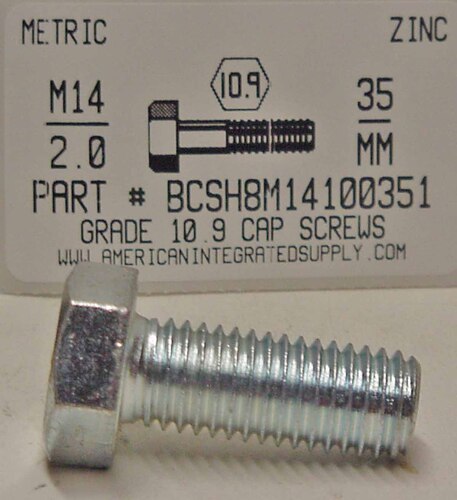 METRIC ZINC
M14 10.9 35
2.0 MM
PART # BCSH8M14100351
GRADE 10.9 CAP SCREWS
WWW.AMERICANINTEGRATEDSUPPLY.COM